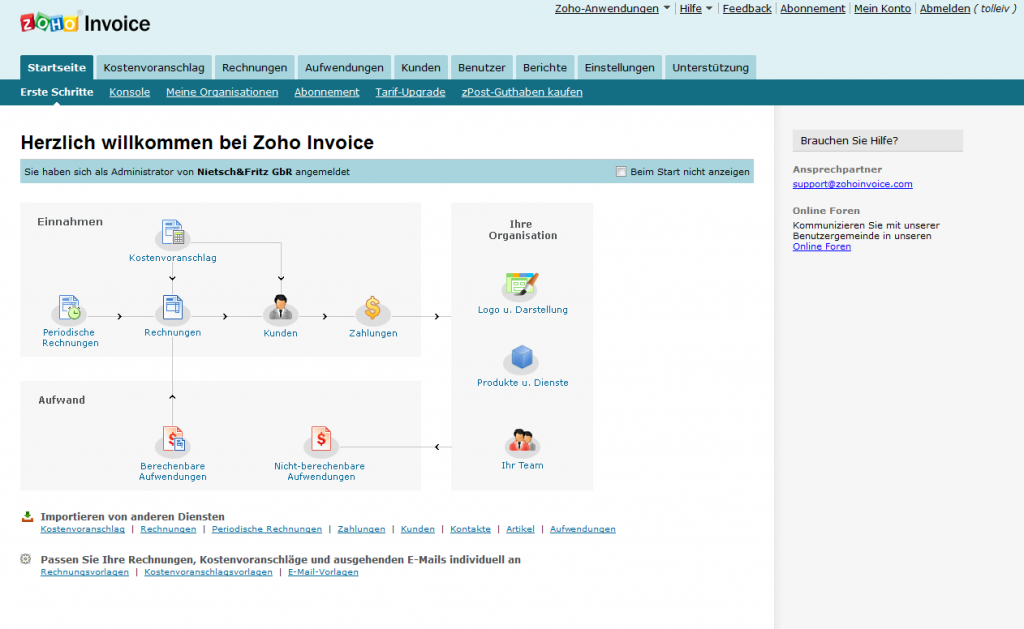 ZOHO Invoice
Zoho-Anwendungen | Hilfe | Feedback | Abonnement | Mein Konto | Abmelden ( tolleiv )
Startseite Kostenvoranschlag Rechnungen Aufwendungen Kunden Benutzer Berichte Einstellungen Unterstützung
Erste Schritte Konsole Meine Organisationen Abonnement Tarif-Upgrade zPost-Guthaben kaufen
Herzlich willkommen bei Zoho Invoice
Sie haben sich als Administrator von Nietsch&Fritz GbR angemeldet
Beim Start nicht anzeigen
Einnahmen
Kostenvoranschlag
Periodische
Rechnungen
Rechnungen
Kunden
Zahlungen
Aufwand
Berechenbare
Aufwendungen
Nicht-berechenbare
Aufwendungen
Ihre
Organisation
Logo u. Darstellung
Produkte u. Dienste
Ihr Team
Importieren von anderen Diensten
Kostenvoranschlag | Rechnungen | Periodische Rechnungen | Zahlungen | Kunden | Kontakte | Artikel | Aufwendungen
Passen Sie Ihre Rechnungen, Kostenvoranschläge und ausgehenden E-Mails individuell an
Rechnungsvorlagen | Kostenvoranschlagsvorlagen | E-Mail-Vorlagen
Brauchen Sie Hilfe?
Ansprechpartner
support@zohoinvoice.com
Online Foren
Kommunizieren Sie mit unserer
Benutzergemeinde in unseren
Online Foren